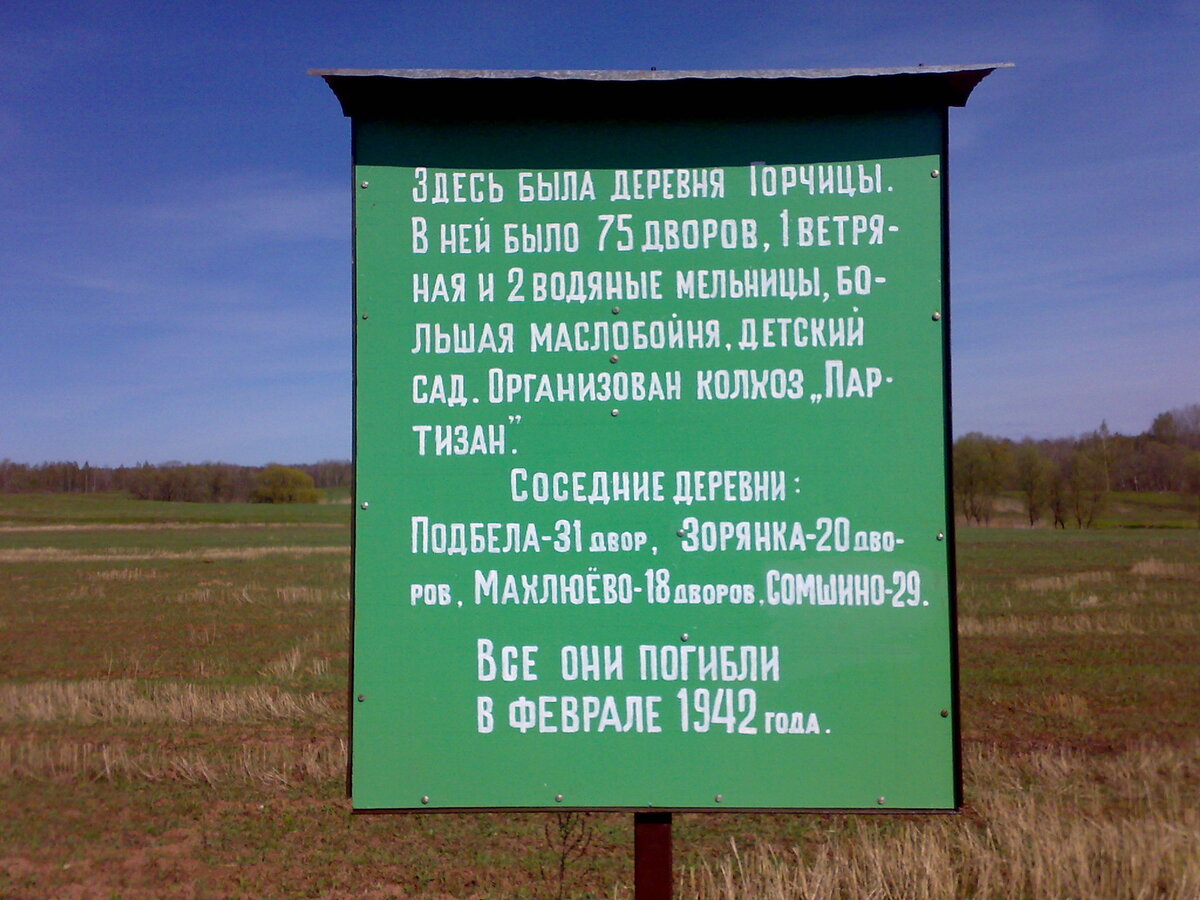 Здесь была деревня Горчицы.
В ней было 75 дворов, 1 ветря-
ная и 2 водяные мельницы, бо-
льшая маслобойня, детский
сад. Организован колхоз „Пар-
тизан".
Соседние деревни:
Подбела-31 двор, Зорянка-20 дво-
ров, Махлюёво-18 дворов, Сомшино-29.
Все они погибли
в феврале 1942 года.